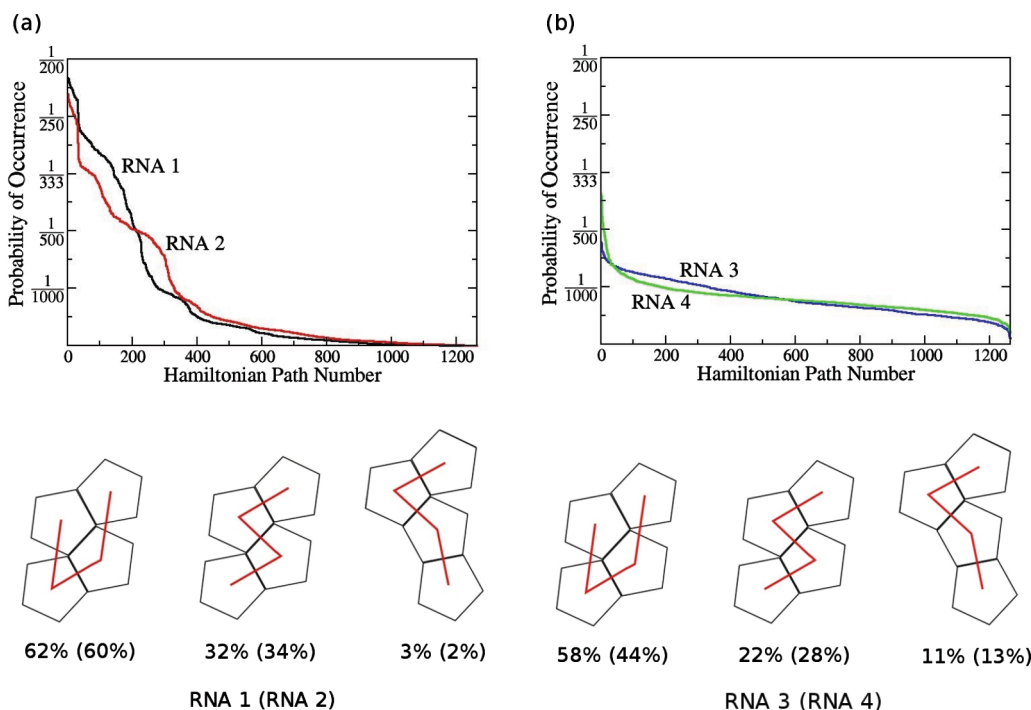 (a)
1/200
1/250
1/333
1/500
1/1000
Probability of Occurrence
RNA 1
RNA 2
0 200 400 600 800 1000 1200
Hamiltonian Path Number
62% (60%) 32% (34%) 3% (2%)
RNA 1 (RNA 2)
(b)
1/200
1/250
1/333
1/500
1/1000
Probability of Occurrence
RNA 3
RNA 4
0 200 400 600 800 1000 1200
Hamiltonian Path Number
58% (44%) 22% (28%) 11% (13%)
RNA 3 (RNA 4)